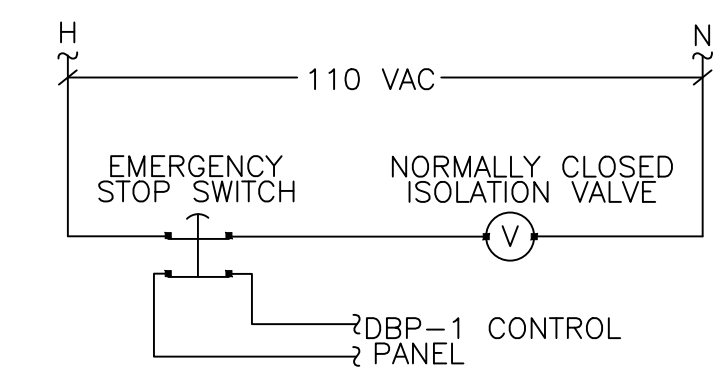 H
N
110 VAC
EMERGENCY
STOP SWITCH
NORMALLY CLOSED
ISOLATION VALVE
V
DBP-1 CONTROL
PANEL